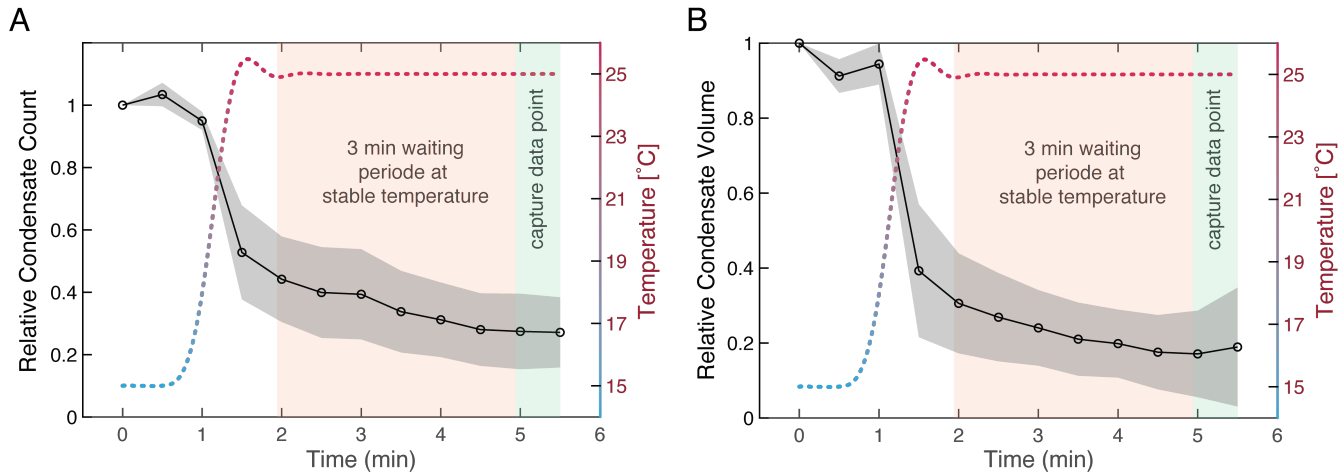 A
Relative Condensate Count
1
0.8
0.6
0.4
0.2
0
0
1
2
3
4
5
6
Time (min)
3 min waiting
periode at
stable temperature
capture data point
25
23
21
19
17
15
Temperature [°C]
B
Relative Condensate Volume
1
0.8
0.6
0.4
0.2
0
0
1
2
3
4
5
6
Time (min)
3 min waiting
periode at
stable temperature
capture data point
25
23
21
19
17
15
Temperature [°C]